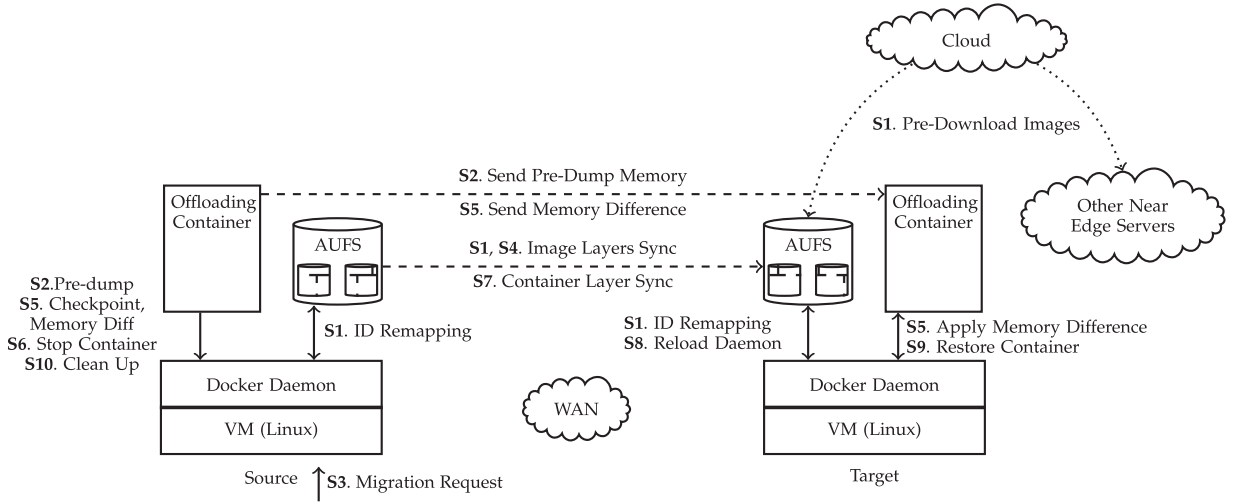 Cloud
S1. Pre-Download Images
S2. Send Pre-Dump Memory
S5. Send Memory Difference
Offloading
Container
AUFS
S1, S4. Image Layers Sync
S7. Container Layer Sync
AUFS
Offloading
Container
Other Near
Edge Servers
S2.Pre-dump
S5. Checkpoint,
Memory Diff
S6. Stop Container
S10. Clean Up
S1. ID Remapping
S1. ID Remapping
S8. Reload Daemon
S5. Apply Memory Difference
S9. Restore Container
Docker Daemon
VM (Linux)
WAN
Docker Daemon
VM (Linux)
Source
S3. Migration Request
Target